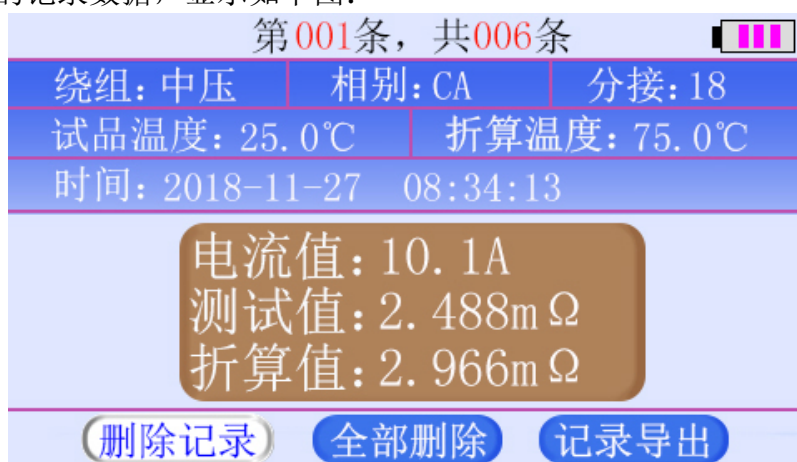 的记录数据，显示如下图：
第001条，共006条
绕组：中压 相别：CA 分接：18
试品温度：25.0℃ 折算温度：75.0℃
时间：2018-11-27 08:34:13
电流值：10.1A
测试值：2.488mΩ
折算值：2.966mΩ
删除记录 全部删除 记录导出